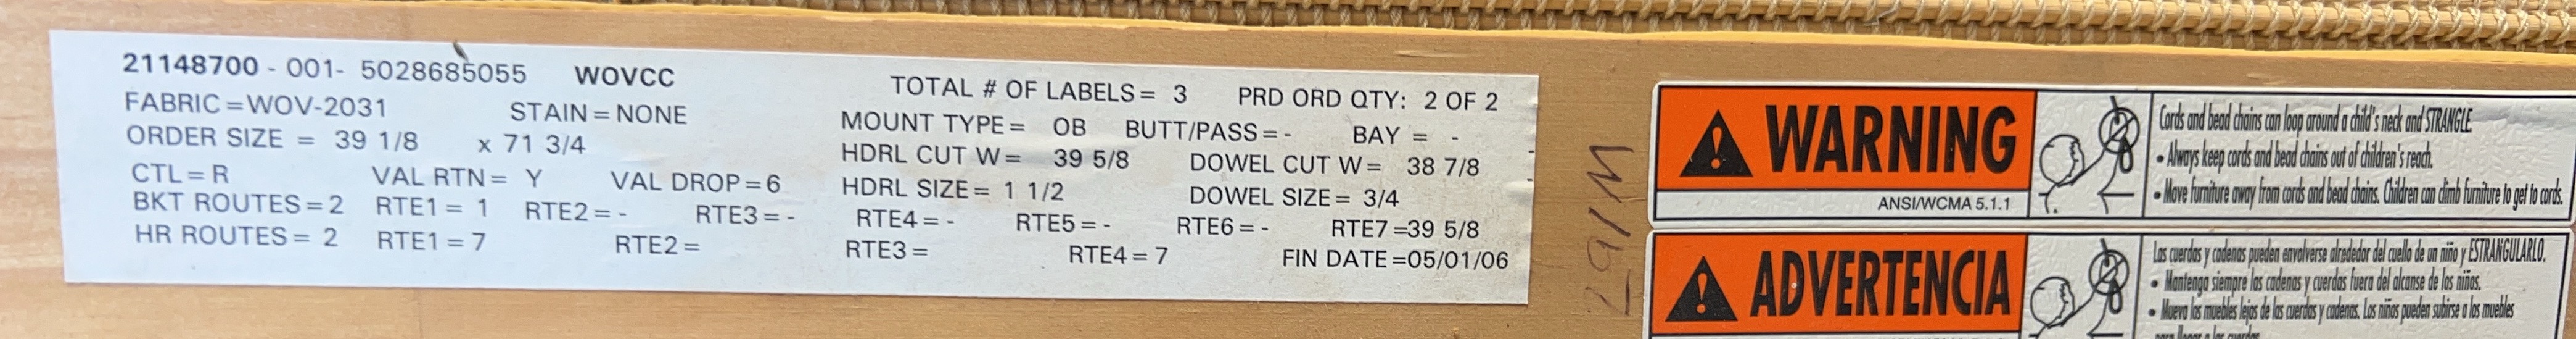 21148700 - 001- 5028685055 WOVCC TOTAL # OF LABELS= 3 PRD ORD QTY: 2 OF 2
FABRIC=WOV-2031 STAIN=NONE MOUNT TYPE= OB BUTT/PASS=- BAY = -
ORDER SIZE = 39 1/8 x 71 3/4 HDRL CUT W= 39 5/8 DOWEL CUT W= 38 7/8
CTL=R VAL RTN= Y VAL DROP=6 HDRL SIZE= 1 1/2 DOWEL SIZE= 3/4
BKT ROUTES=2 RTE1= 1 RTE2=- RTE3=- RTE4=- RTE5=- RTE6=- RTE7=39 5/8
HR ROUTES= 2 RTE1=7 RTE2= RTE3= RTE4=7 FIN DATE=05/01/06
WARNING
ANSI/WCMA 5.1.1
Cords and bead chains can loop around a child's neck and STRANGLE.
• Always keep cords and bead chains out of children's reach.
• Move furniture away from cords and bead chains. Children can climb furniture to get to cords.
ADVERTENCIA
Las cuerdas y cadenas pueden envolverse alrededor del cuello de un niño y ESTRANGULARLO.
• Mantenga siempre las cadenas y cuerdas fuera del alcance de los niños.
• Mueva los muebles lejos de las cuerdas y cadenas. Los niños pueden subirse a los muebles